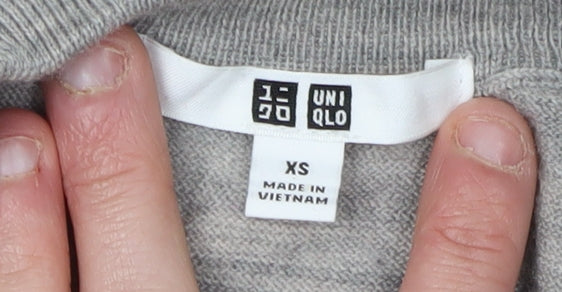 ユニ UNI
クロ QLO
XS
MADE IN
VIETNAM